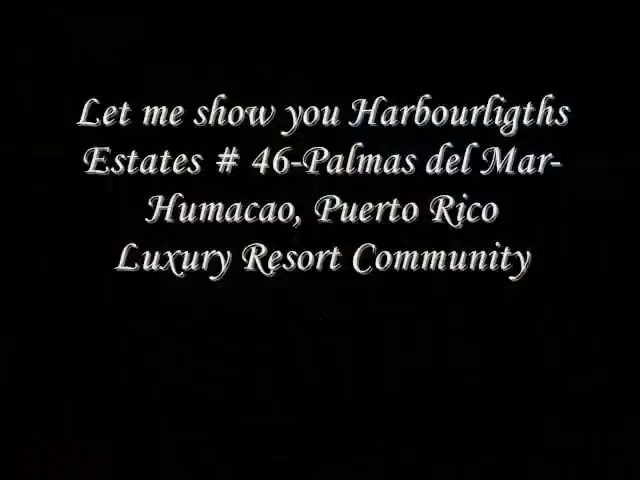 Let me show you Harbourligths
Estates # 46-Palmas del Mar-
Humacao, Puerto Rico
Luxury Resort Community